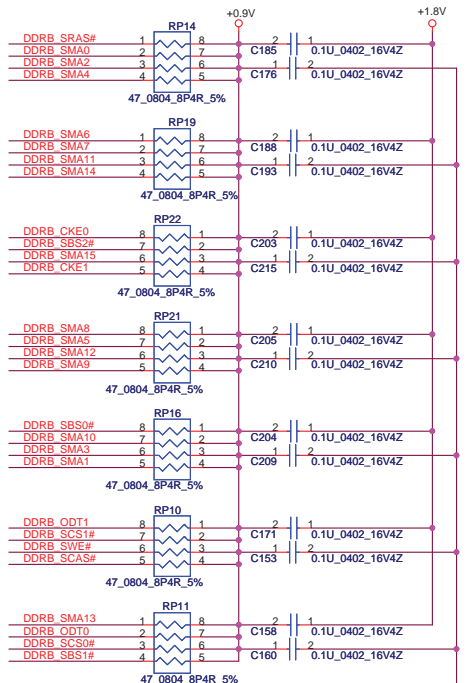 +0.9V +1.8V
RP14
DDRB_SRAS# 1 8 2 1
DDRB_SMA0 2 7 C185 0.1U_0402_16V4Z
DDRB_SMA2 3 6 1 2
DDRB_SMA4 4 5 C176 0.1U_0402_16V4Z
47_0804_8P4R_5%
RP19
DDRB_SMA6 1 8 2 1
DDRB_SMA7 2 7 C188 0.1U_0402_16V4Z
DDRB_SMA11 3 6 1 2
DDRB_SMA14 4 5 C193 0.1U_0402_16V4Z
47_0804_8P4R_5%
RP22
DDRB_CKE0 8 1 2 1
DDRB_SBS2# 7 2 C203 0.1U_0402_16V4Z
DDRB_SMA15 6 3 1 2
DDRB_CKE1 5 4 C215 0.1U_0402_16V4Z
47_0804_8P4R_5%
RP21
DDRB_SMA8 8 1 2 1
DDRB_SMA5 7 2 C205 0.1U_0402_16V4Z
DDRB_SMA12 6 3 1 2
DDRB_SMA9 5 4 C210 0.1U_0402_16V4Z
47_0804_8P4R_5%
RP16
DDRB_SBS0# 8 1 2 1
DDRB_SMA10 7 2 C204 0.1U_0402_16V4Z
DDRB_SMA3 6 3 1 2
DDRB_SMA1 5 4 C209 0.1U_0402_16V4Z
47_0804_8P4R_5%
RP10
DDRB_ODT1 8 1 2 1
DDRB_SCS1# 7 2 C171 0.1U_0402_16V4Z
DDRB_SWE# 6 3 1 2
DDRB_SCAS# 5 4 C153 0.1U_0402_16V4Z
47_0804_8P4R_5%
RP11
DDRB_SMA13 1 8 2 1
DDRB_ODT0 2 7 C158 0.1U_0402_16V4Z
DDRB_SCS0# 3 6 1 2
DDRB_SBS1# 4 5 C160 0.1U_0402_16V4Z
47_0804_8P4R_5%